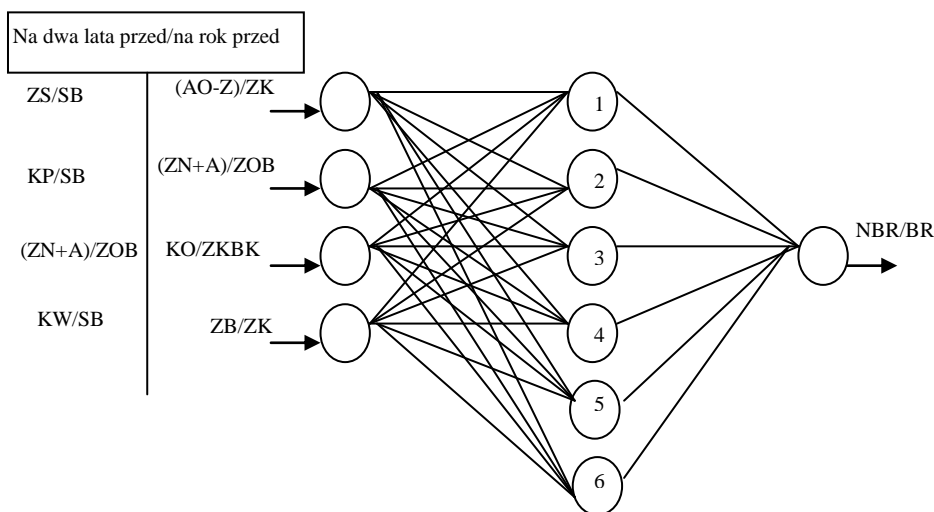 Na dwa lata przed/na rok przed
ZS/SB
KP/SB
(ZN+A)/ZOB
KW/SB
(AO-Z)/ZK
(ZN+A)/ZOB
KO/ZKBK
ZB/ZK
1
2
3
4
5
6
NBR/BR